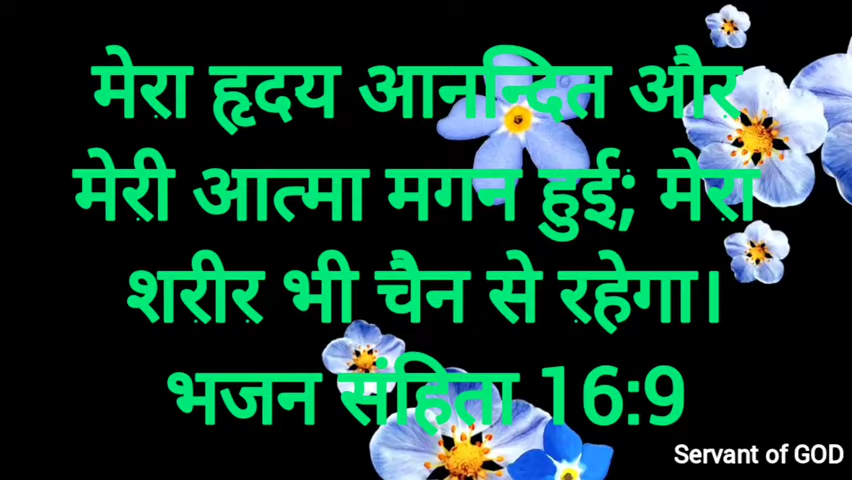 मेरा हृदय आनन्दित और
मेरी आत्मा मगन हुई; मेरा
शरीर भी चैन से रहेगा।
भजन संहिता 16:9
Servant of GOD